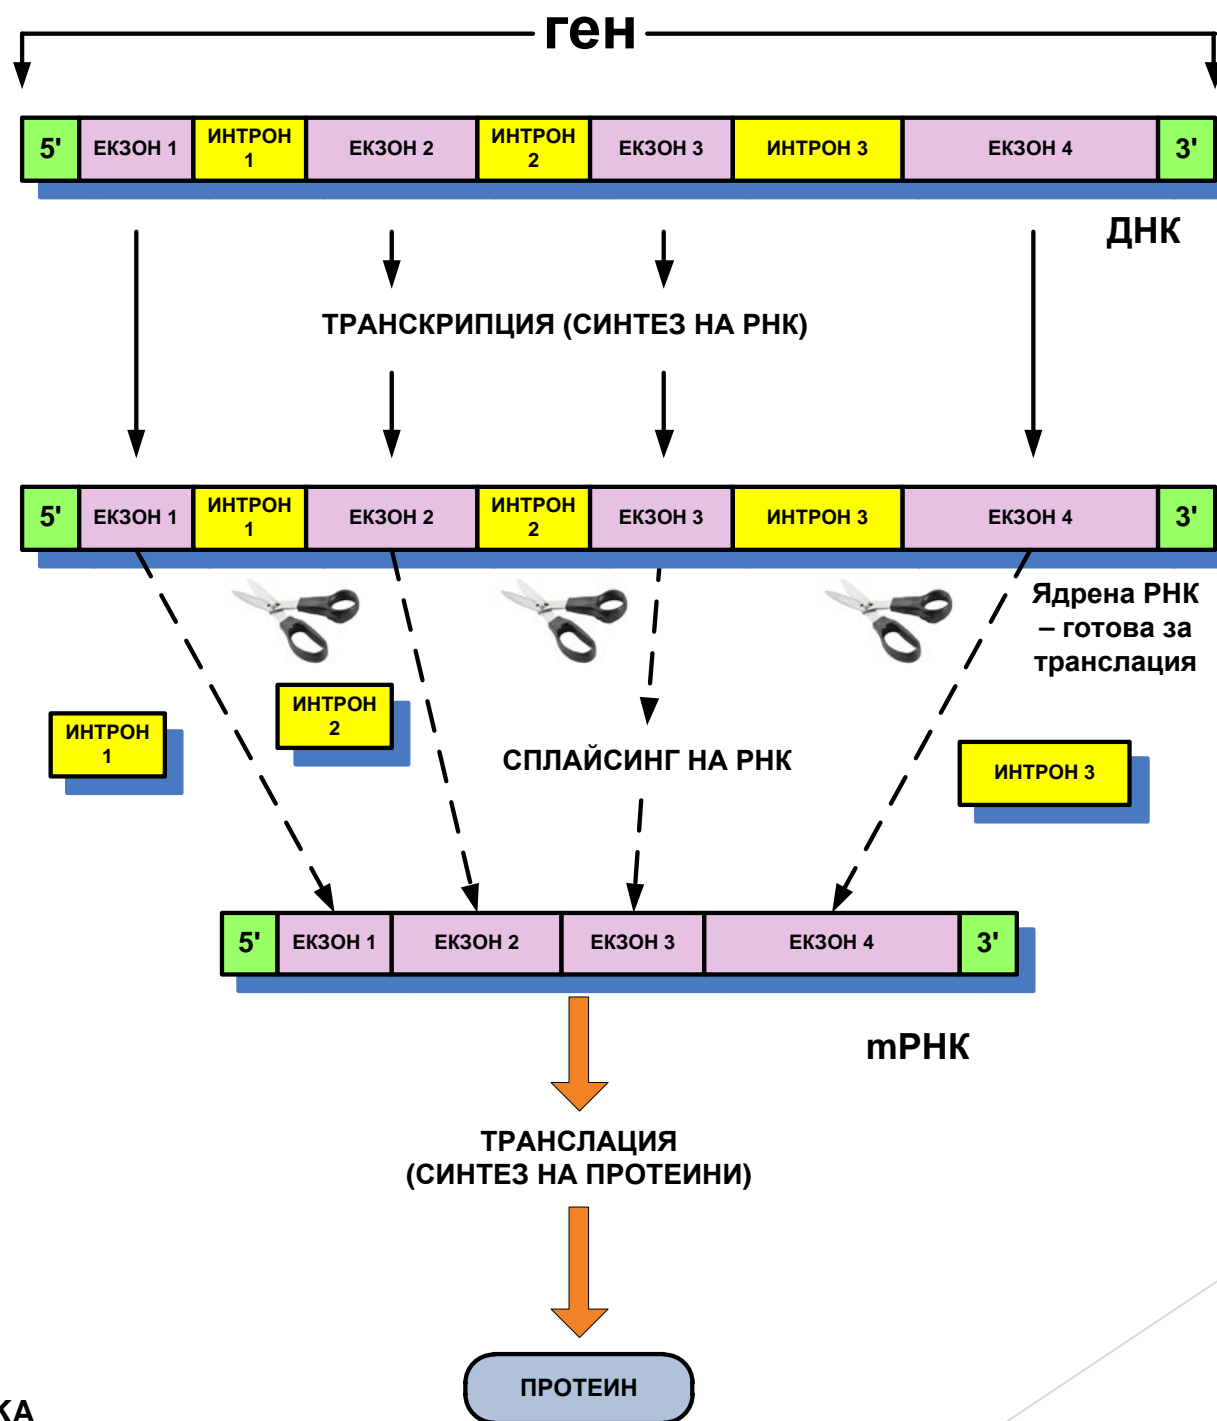 ген
5' ЕКЗОН 1 ИНТРОН 1 ЕКЗОН 2 ИНТРОН 2 ЕКЗОН 3 ИНТРОН 3 ЕКЗОН 4 3'
ДНК
ТРАНСКРИПЦИЯ (СИНТЕЗ НА РНК)
5' ЕКЗОН 1 ИНТРОН 1 ЕКЗОН 2 ИНТРОН 2 ЕКЗОН 3 ИНТРОН 3 ЕКЗОН 4 3'
Ядрена РНК
– готова за
транслация
ИНТРОН
1
ИНТРОН
2
СПЛАЙСИНГ НА РНК
ИНТРОН 3
5' ЕКЗОН 1 ЕКЗОН 2 ЕКЗОН 3 ЕКЗОН 4 3'
mРНК
ТРАНСЛАЦИЯ
(СИНТЕЗ НА ПРОТЕИНИ)
ПРОТЕИН